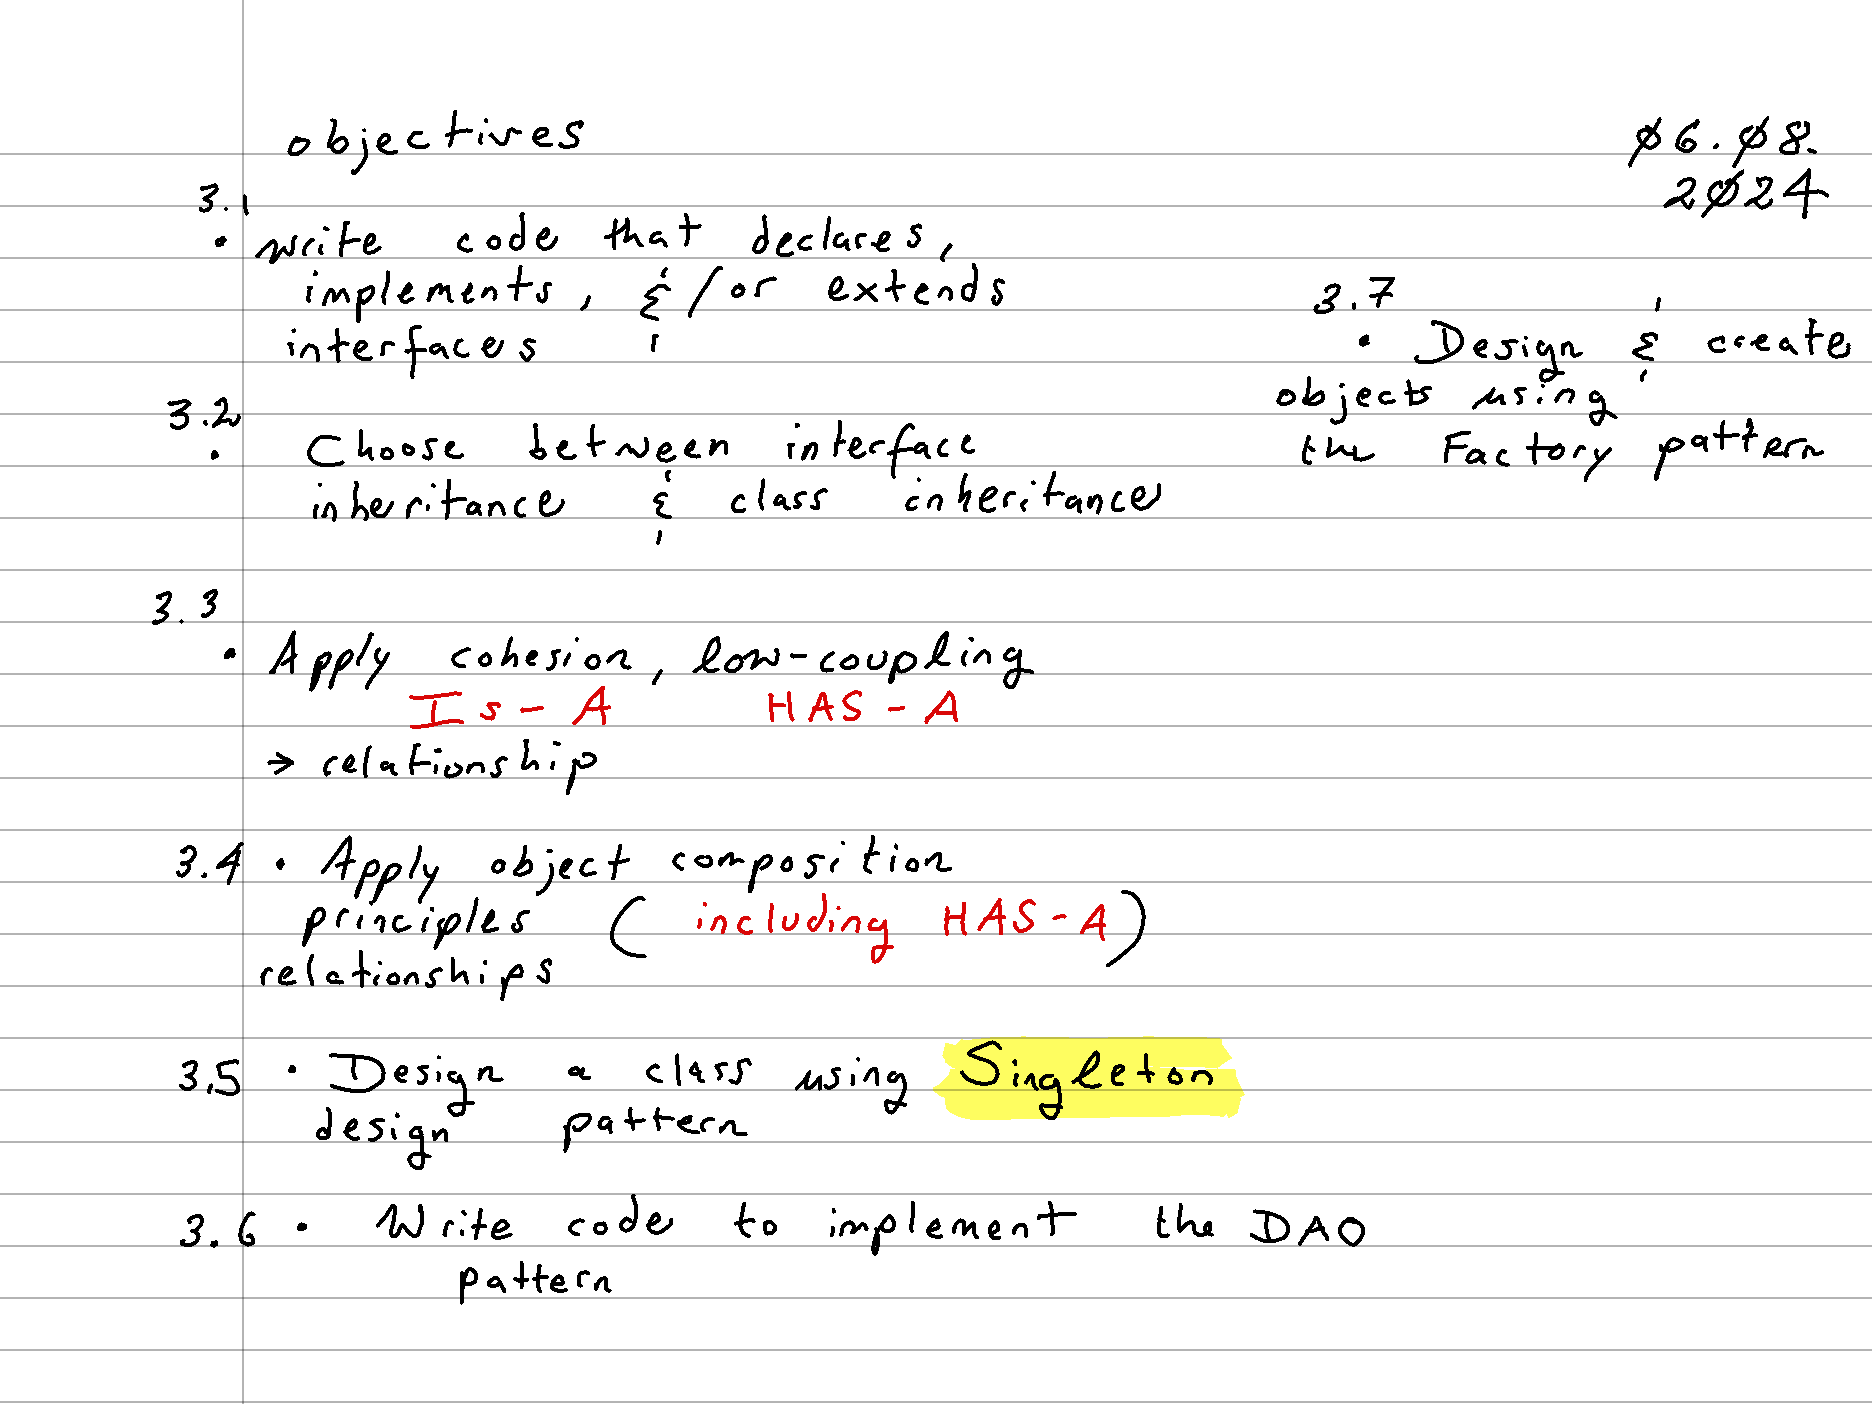 objectives
Ø6.Ø8.
2Ø24
3.1
• Write code that declares,
implements, & / or extends
interfaces
3.2
• Choose between interface
inheritance & class inheritance
3.3
• Apply cohesion, low-coupling
Is-A HAS-A
→ relationship
3.4 • Apply object composition
principles (including HAS-A)
relationships
3.5 • Design a class using Singleton
design pattern
3.6 • Write code to implement the DAO
pattern
3.7
• Design & create
objects using
the Factory pattern